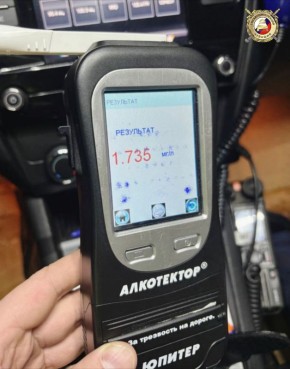 РЕЗУЛЬТАТ
РЕЗУЛЬТАТ
1.735 мг/л
АЛКОТЕКТОР®
За трезвость на дороге.
ЮПИТЕР